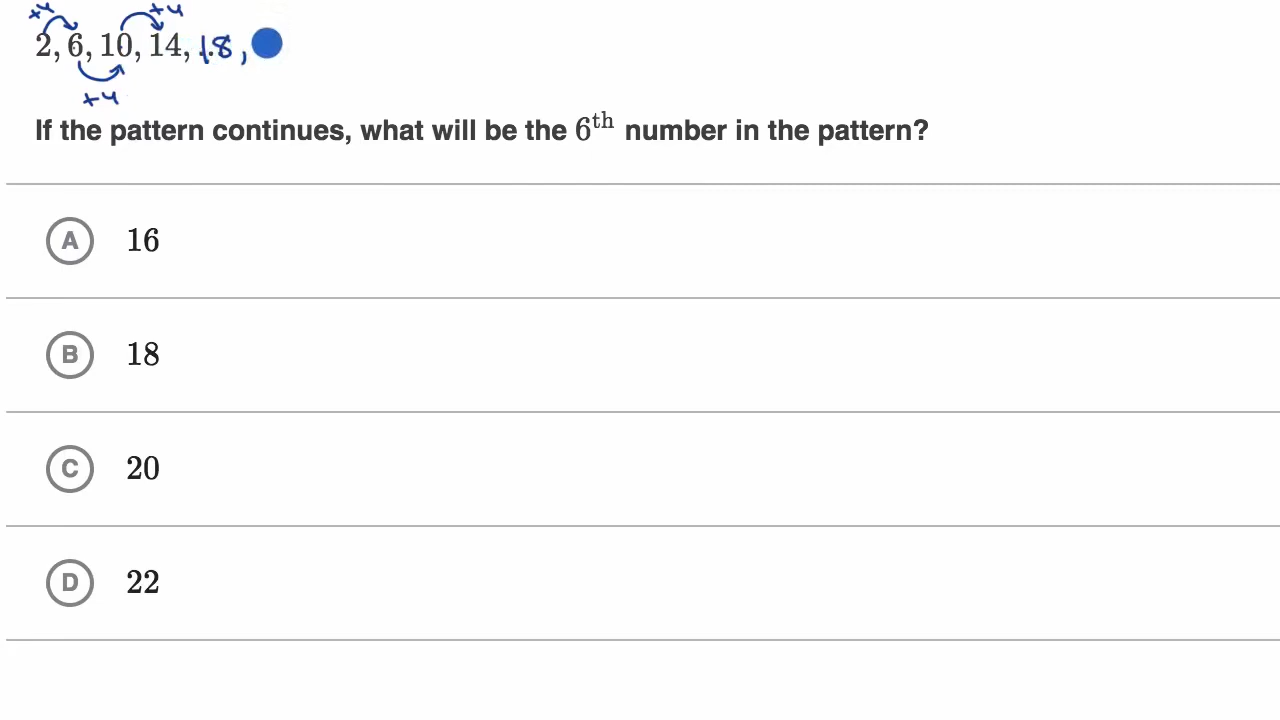 +4 +4
2, 6, 10, 14, 18,
+4
If the pattern continues, what will be the 6th number in the pattern?
A 16
B 18
C 20
D 22